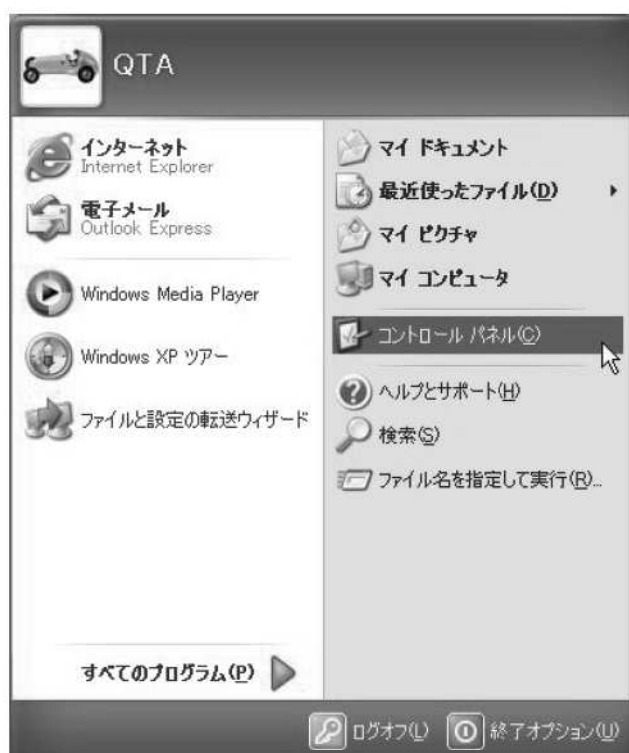 QTA
インターネット
Internet Explorer
電子メール
Outlook Express
Windows Media Player
Windows XP ツアー
ファイルと設定の転送ウィザード
すべてのプログラム(P)
マイ ドキュメント
最近使ったファイル(D)
マイ ピクチャ
マイ コンピュータ
コントロール パネル(C)
ヘルプとサポート(H)
検索(S)
ファイル名を指定して実行(R)...
ログオフ(L)
終了オプション(U)